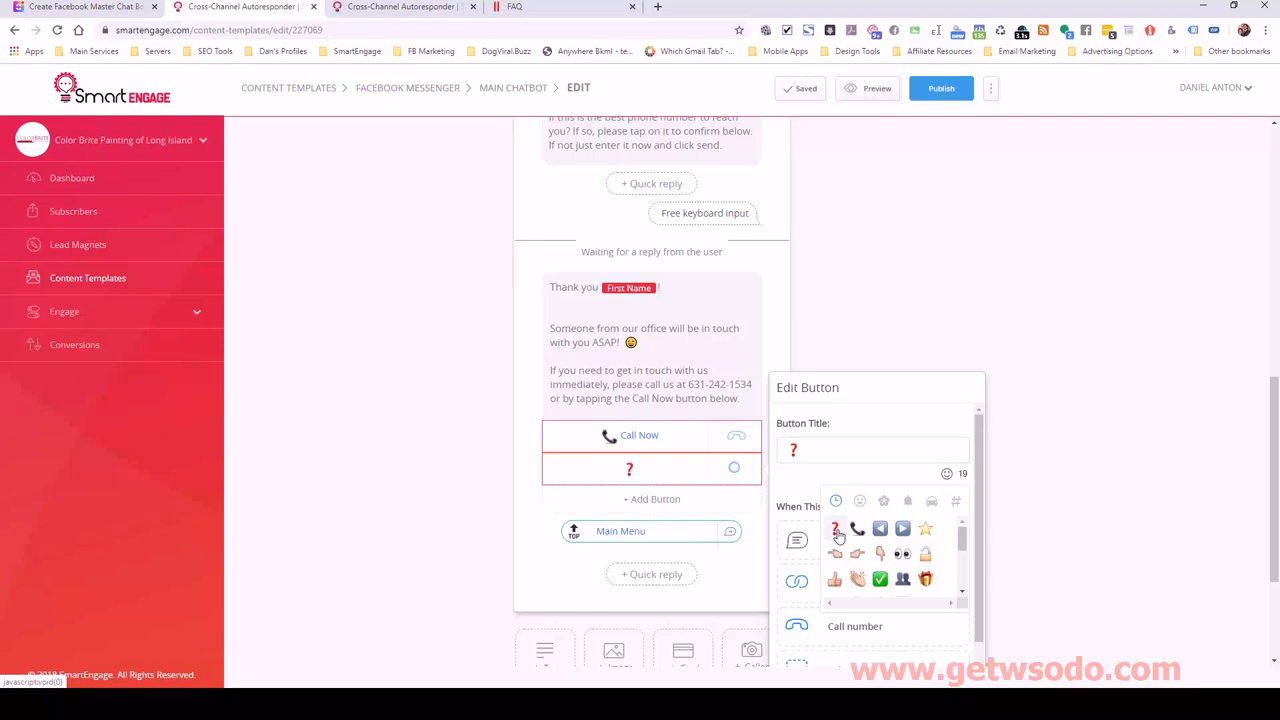 Create Facebook Master Chat Bo
Cross-Channel Autoresponder | S
Cross-Channel Autoresponder | S
FAQ
smartengage.com/content-templates/edit/227069
Apps
Main Services
Servers
SEO Tools
Dan's Profiles
SmartEngage
FB Marketing
DogViral.Buzz
Anywhere Bkml - te...
Which Gmail Tab? -...
Mobile Apps
Design Tools
Affiliate Resources
Email Marketing
Advertising Options
Other bookmarks
Smart ENGAGE
CONTENT TEMPLATES
FACEBOOK MESSENGER
MAIN CHATBOT
EDIT
Saved
Preview
Publish
DANIEL ANTON
Color Brite Painting of Long Island
Dashboard
Subscribers
Lead Magnets
Content Templates
Engage
Conversions
© 2018 SmartEngage. All Rights Reserved.
javascript:void(0)
If this is the best phone number to reach
you? If so, please tap on it to confirm below.
If not just enter it now and click send.
+ Quick reply
Free keyboard input
Waiting for a reply from the user
Thank you First Name !
Someone from our office will be in touch
with you ASAP! 😄
If you need to get in touch with us
immediately, please call us at 631-242-1534
or by tapping the Call Now button below.
📞 Call Now
❓
+ Add Button
TOP Main Menu
+ Quick reply
Edit Button
Button Title:
❓
19
When This
Call number
www.getwsodo.com